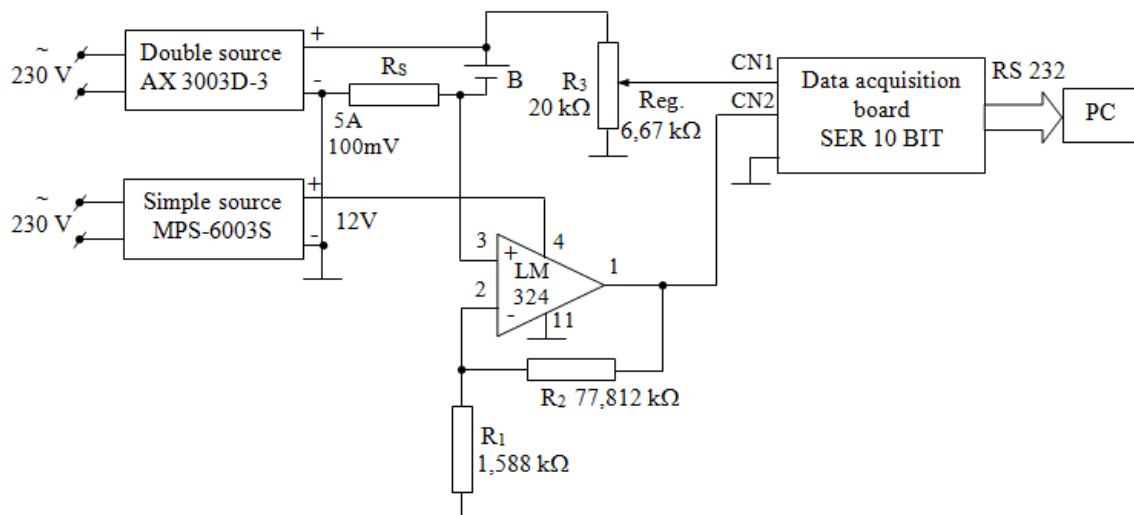 ~
230 V
Double source
AX 3003D-3
+
-
RS
5A
100mV
B
R3
20 kΩ
Reg.
6,67 kΩ
CN1
CN2
Data acquisition
board
SER 10 BIT
RS 232
PC
~
230 V
Simple source
MPS-6003S
+
-
12V
3
4
+
LM
324
2
-
11
1
R2 77,812 kΩ
R1
1,588 kΩ